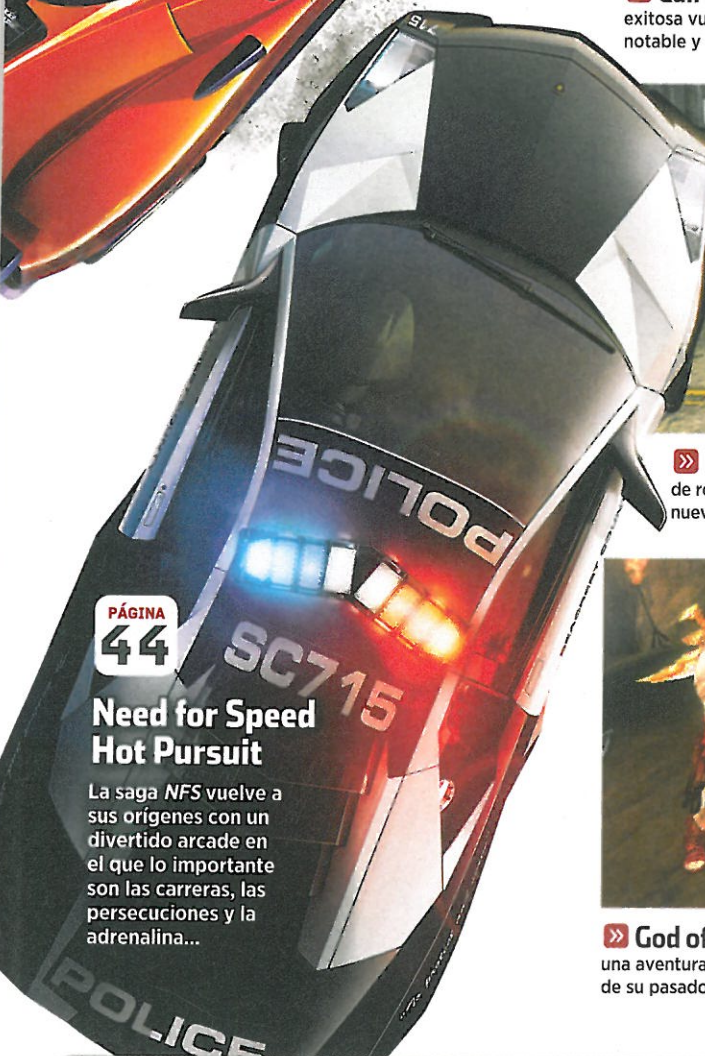 715
exitosa vu
notable y
POLICE
SC715
PÁGINA
44
Need for Speed
Hot Pursuit
La saga NFS vuelve a
sus orígenes con un
divertido arcade en
el que lo importante
son las carreras, las
persecuciones y la
adrenalina...
POLICE
de r
nuev
God of
una aventura
de su pasado